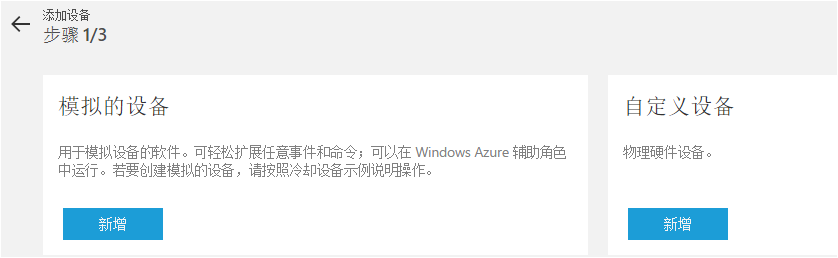 添加设备
步骤 1/3
模拟的设备
用于模拟设备的软件。可轻松扩展任意事件和命令；可以在 Windows Azure 辅助角色
中运行。若要创建模拟的设备，请按照冷却设备示例说明操作。
新增
自定义设备
物理硬件设备。
新增